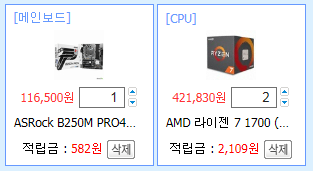 [메인보드]
116,500원 1
ASRock B250M PRO4...
적립금 : 582원 삭제
[CPU]
RYZEN
421,830원 2
AMD 라이젠 7 1700 (...
적립금 : 2,109원 삭제